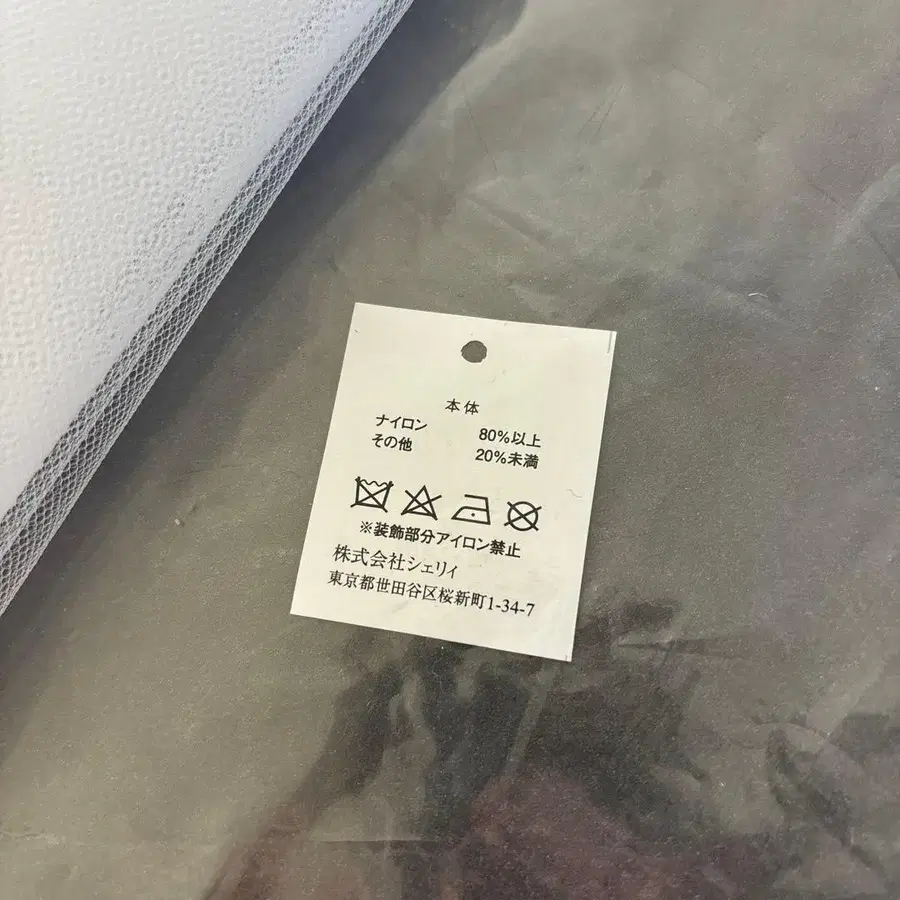 本体
ナイロン 80%以上
その他 20%未満
※装飾部分アイロン禁止
株式会社シェリィ
東京都世田谷区桜新町1-34-7